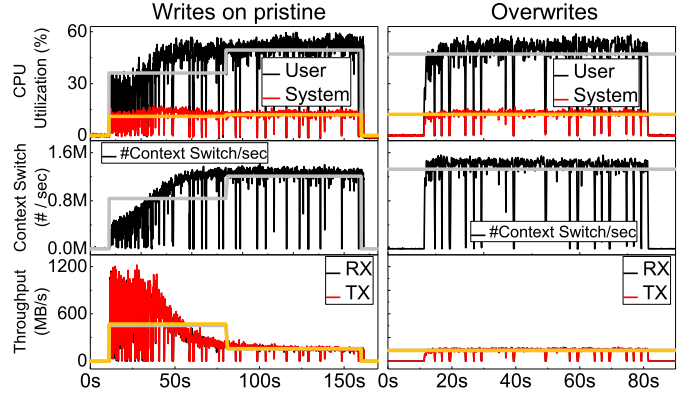 Writes on pristine
Overwrites
CPU
Utilization (%)
60
30
0
User
System
User
System
Context Switch
(# / sec)
1.6M
0.8M
0.0M
#Context Switch/sec
#Context Switch/sec
Throughput
(MB/s)
1200
600
0
RX
TX
RX
TX
0s 50s 100s 150s
0s 20s 40s 60s 80s